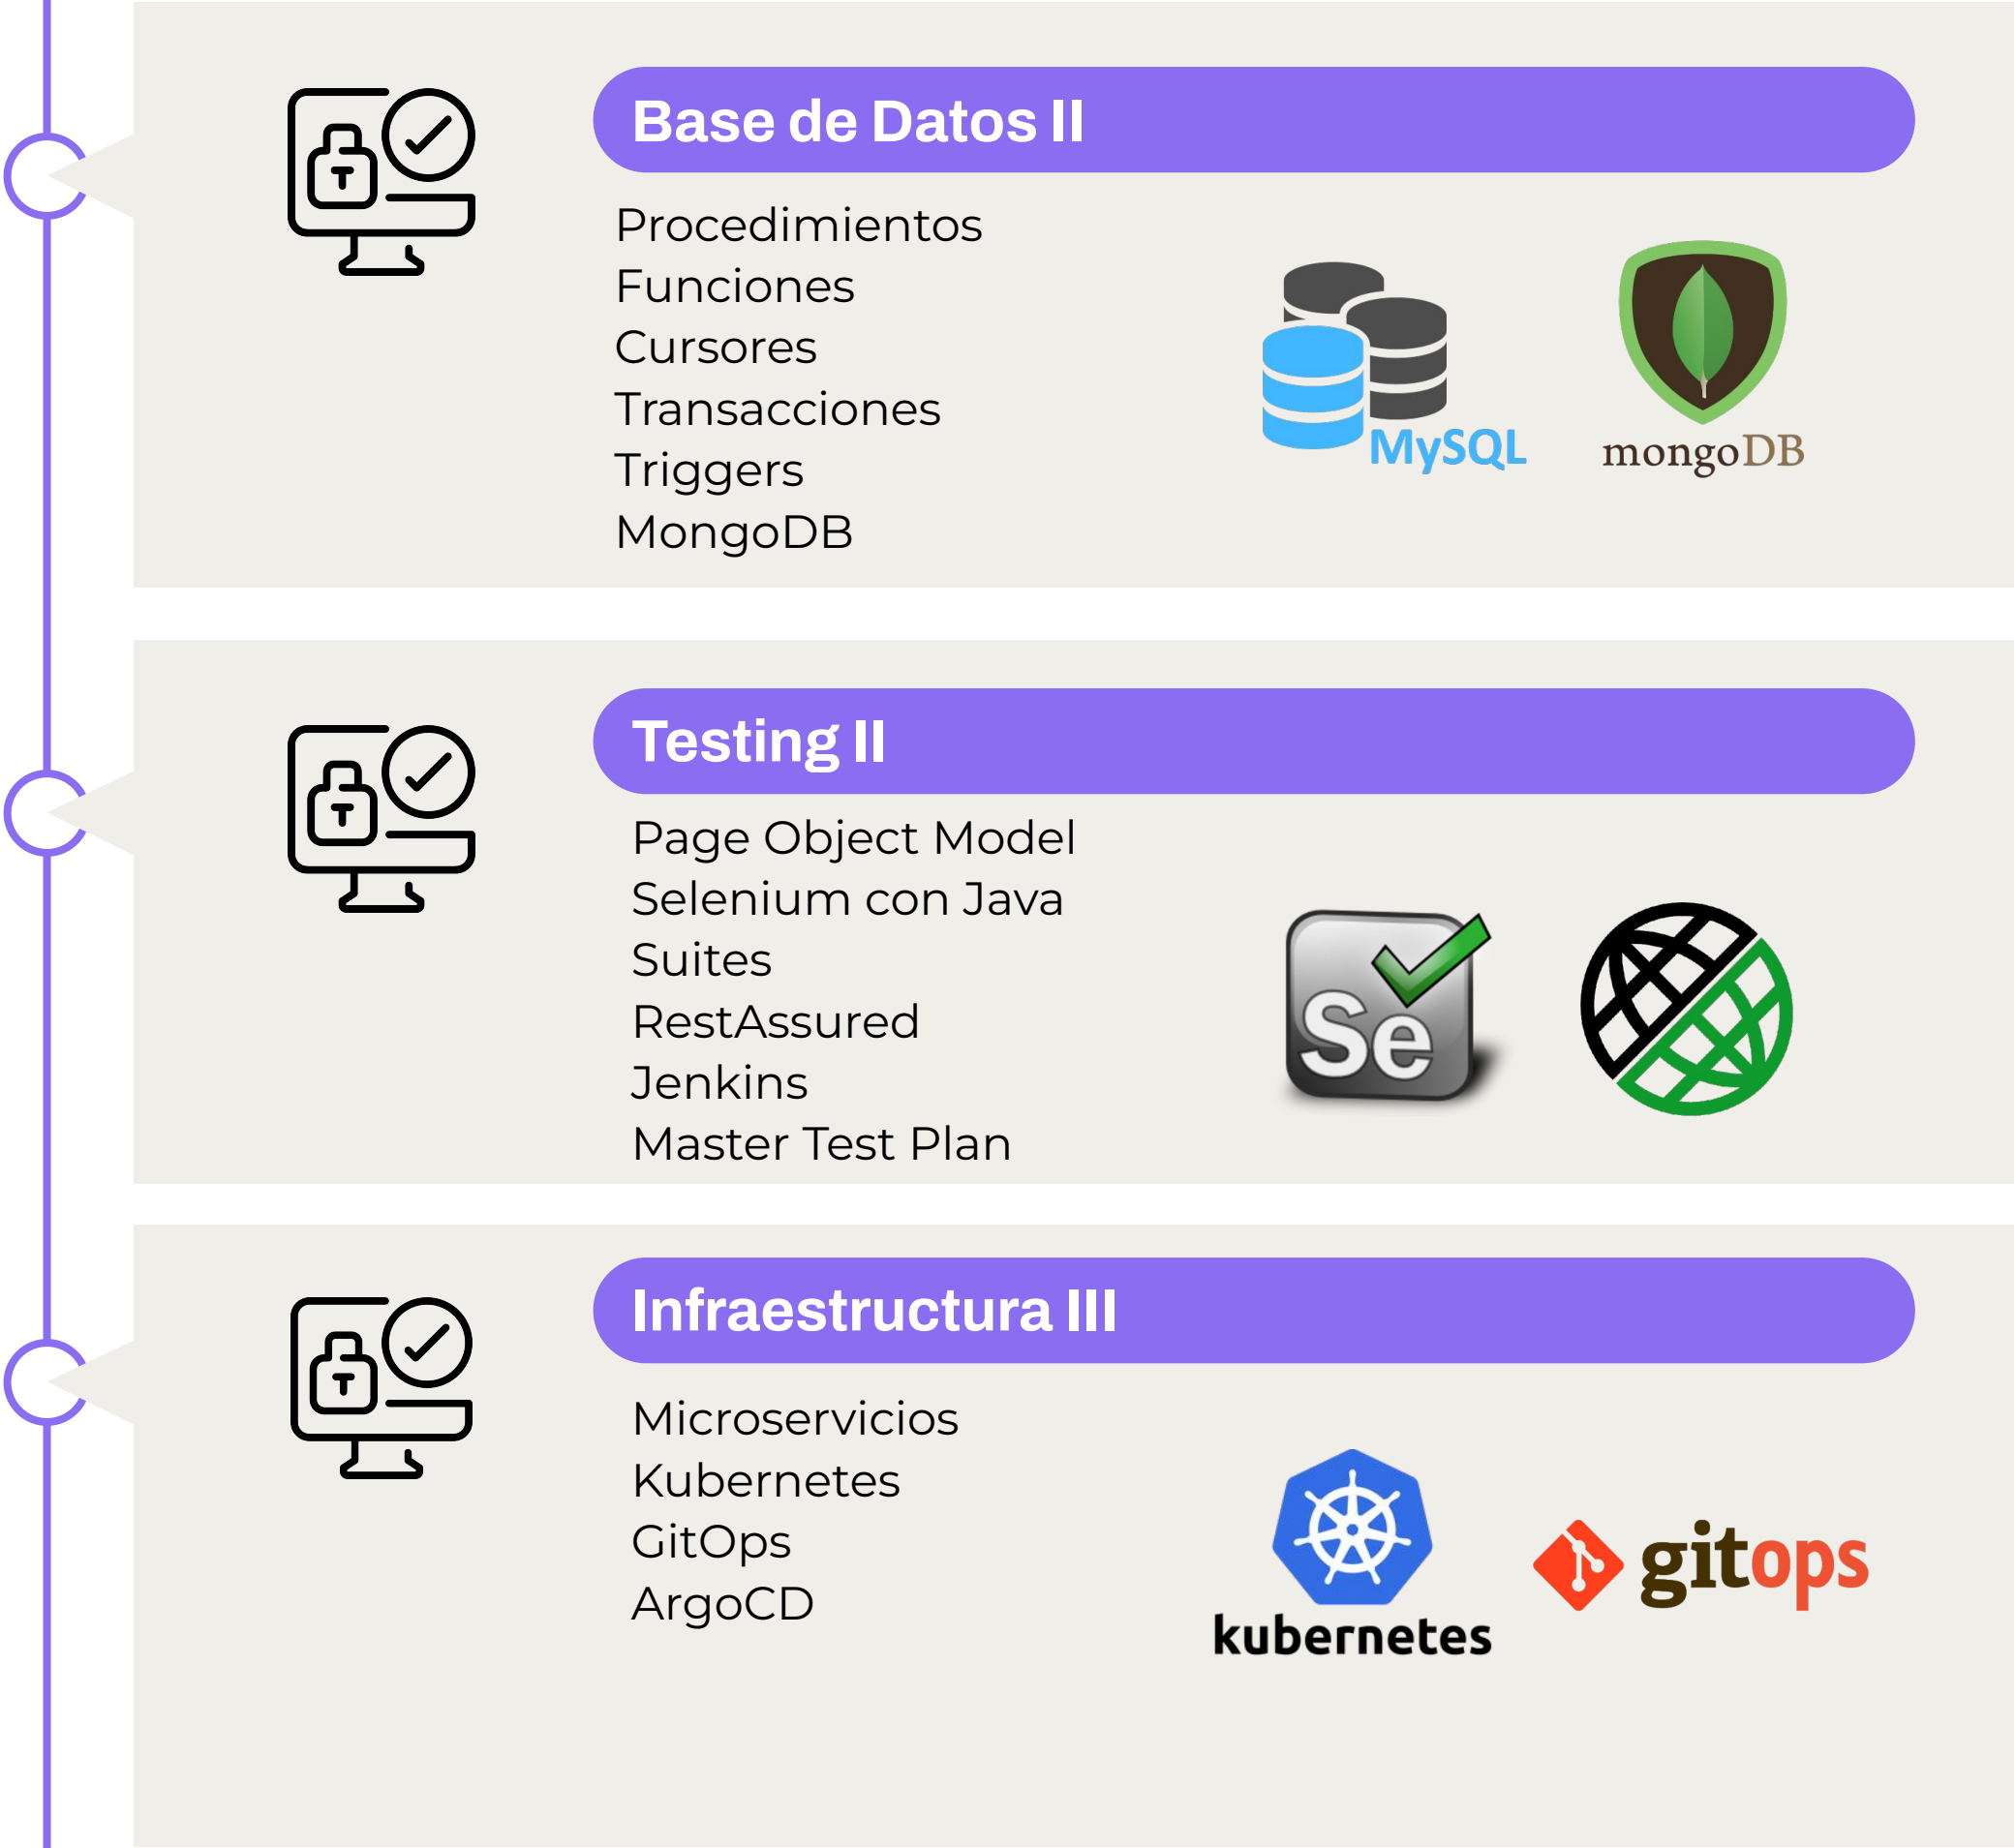 Base de Datos II
Procedimientos
Funciones
Cursores
Transacciones
Triggers
MongoDB
MySQL
mongoDB
Testing II
Page Object Model
Selenium con Java
Suites
RestAssured
Jenkins
Master Test Plan
Se
Infraestructura III
Microservicios
Kubernetes
GitOps
ArgoCD
kubernetes
gitops